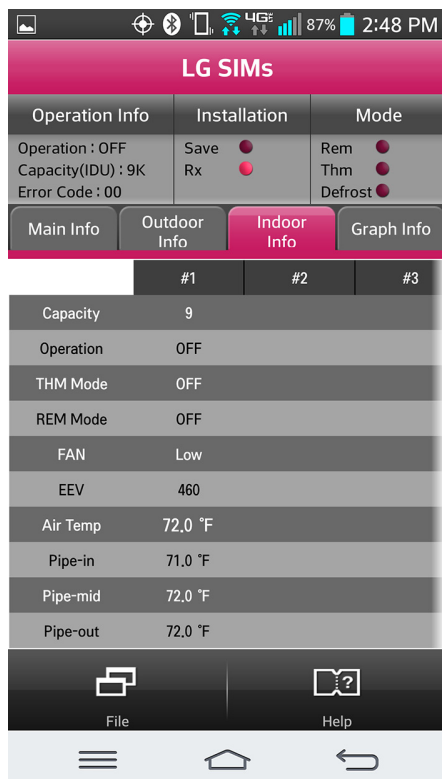 4G 87% 2:48 PM
LG SIMs
Operation Info Installation Mode
Operation : OFF Save Rem
Capacity(IDU) : 9K Rx Thm
Error Code : 00 Defrost
Main Info Outdoor Info Indoor Info Graph Info
#1 #2 #3
Capacity 9
Operation OFF
THM Mode OFF
REM Mode OFF
FAN Low
EEV 460
Air Temp 72.0 °F
Pipe-in 71.0 °F
Pipe-mid 72.0 °F
Pipe-out 72.0 °F
?
File Help